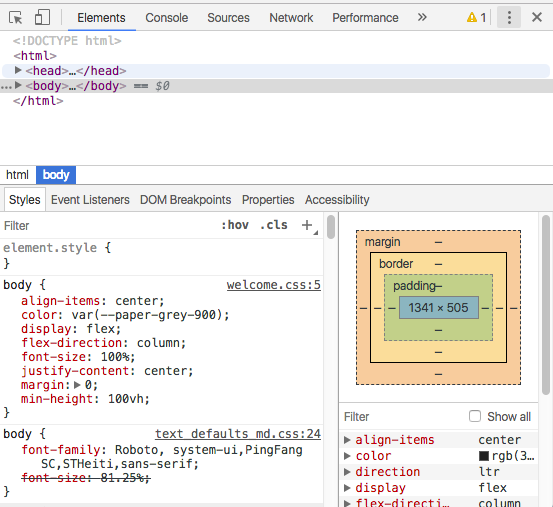 Elements Console Sources Network Performance » 1
<!DOCTYPE html>
<html>
<head>…</head>
<body>…</body> == $0
</html>
html body
Styles Event Listeners DOM Breakpoints Properties Accessibility
Filter :hov .cls +
element.style {
}
body { welcome.css:5
align-items: center;
color: var(--paper-grey-900);
display: flex;
flex-direction: column;
font-size: 100%;
justify-content: center;
margin: 0;
min-height: 100vh;
}
body { text_defaults_md.css:24
font-family: Roboto, system-ui,PingFang
SC,STHeiti,sans-serif;
font-size: 81.25%;
}
margin –
border –
padding –
– – – 1341 × 505 – – –
–
–
–
Filter Show all
align-items center
color rgb(3…
direction ltr
display flex
flex-directi… column